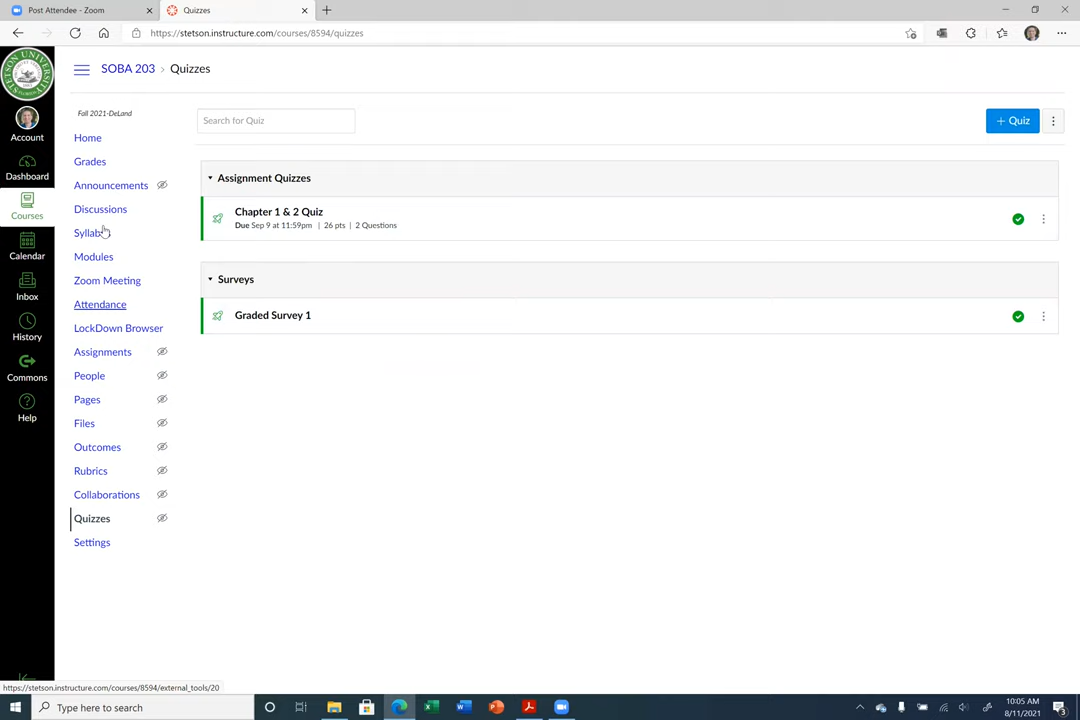 Post Attendee - Zoom
Quizzes
https://stetson.instructure.com/courses/8594/quizzes
STETSON UNIVERSITY
SOBA 203 › Quizzes
Fall 2021-DeLand
Account
Dashboard
Courses
Calendar
Inbox
History
Commons
Help
Home
Grades
Announcements
Discussions
Modules
Zoom Meeting
Attendance
LockDown Browser
Assignments
People
Pages
Files
Outcomes
Rubrics
Collaborations
Quizzes
Settings
Search for Quiz
+ Quiz
Assignment Quizzes
Chapter 1 & 2 Quiz
Due Sep 9 at 11:59pm | 26 pts | 2 Questions
Surveys
Graded Survey 1
https://stetson.instructure.com/courses/8594/external_tools/20
Type here to search
10:05 AM
8/11/2021
3